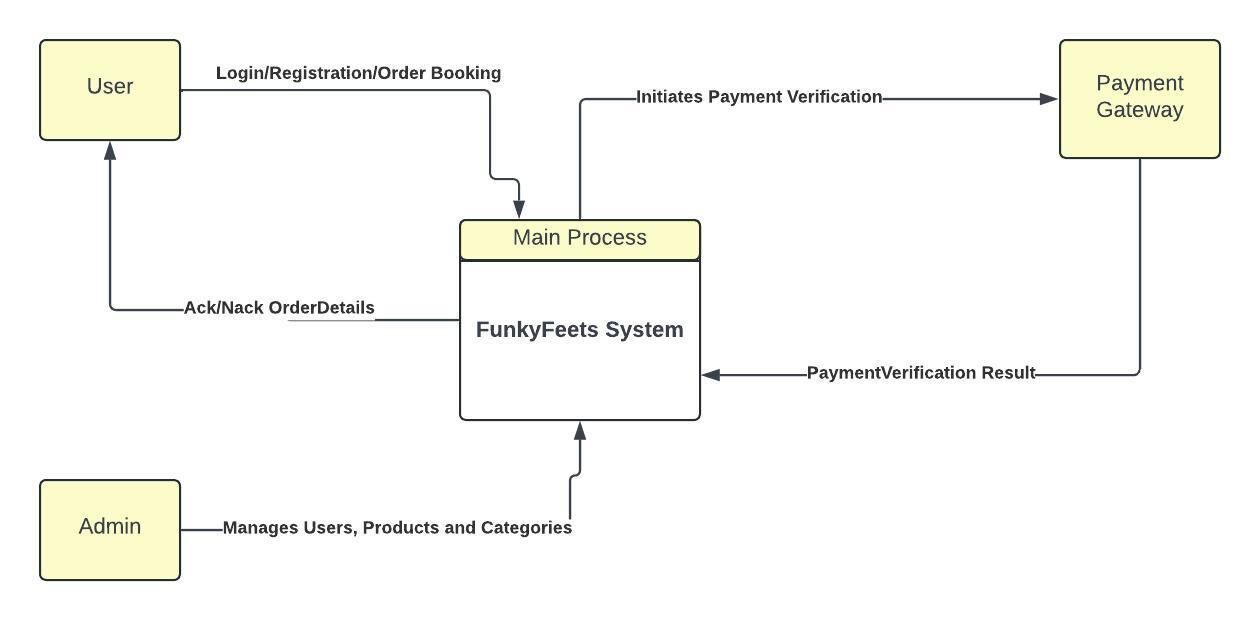 User
Login/Registration/Order Booking
Initiates Payment Verification
Payment
Gateway
Main Process
FunkyFeets System
Ack/Nack OrderDetails
PaymentVerification Result
Admin
Manages Users, Products and Categories